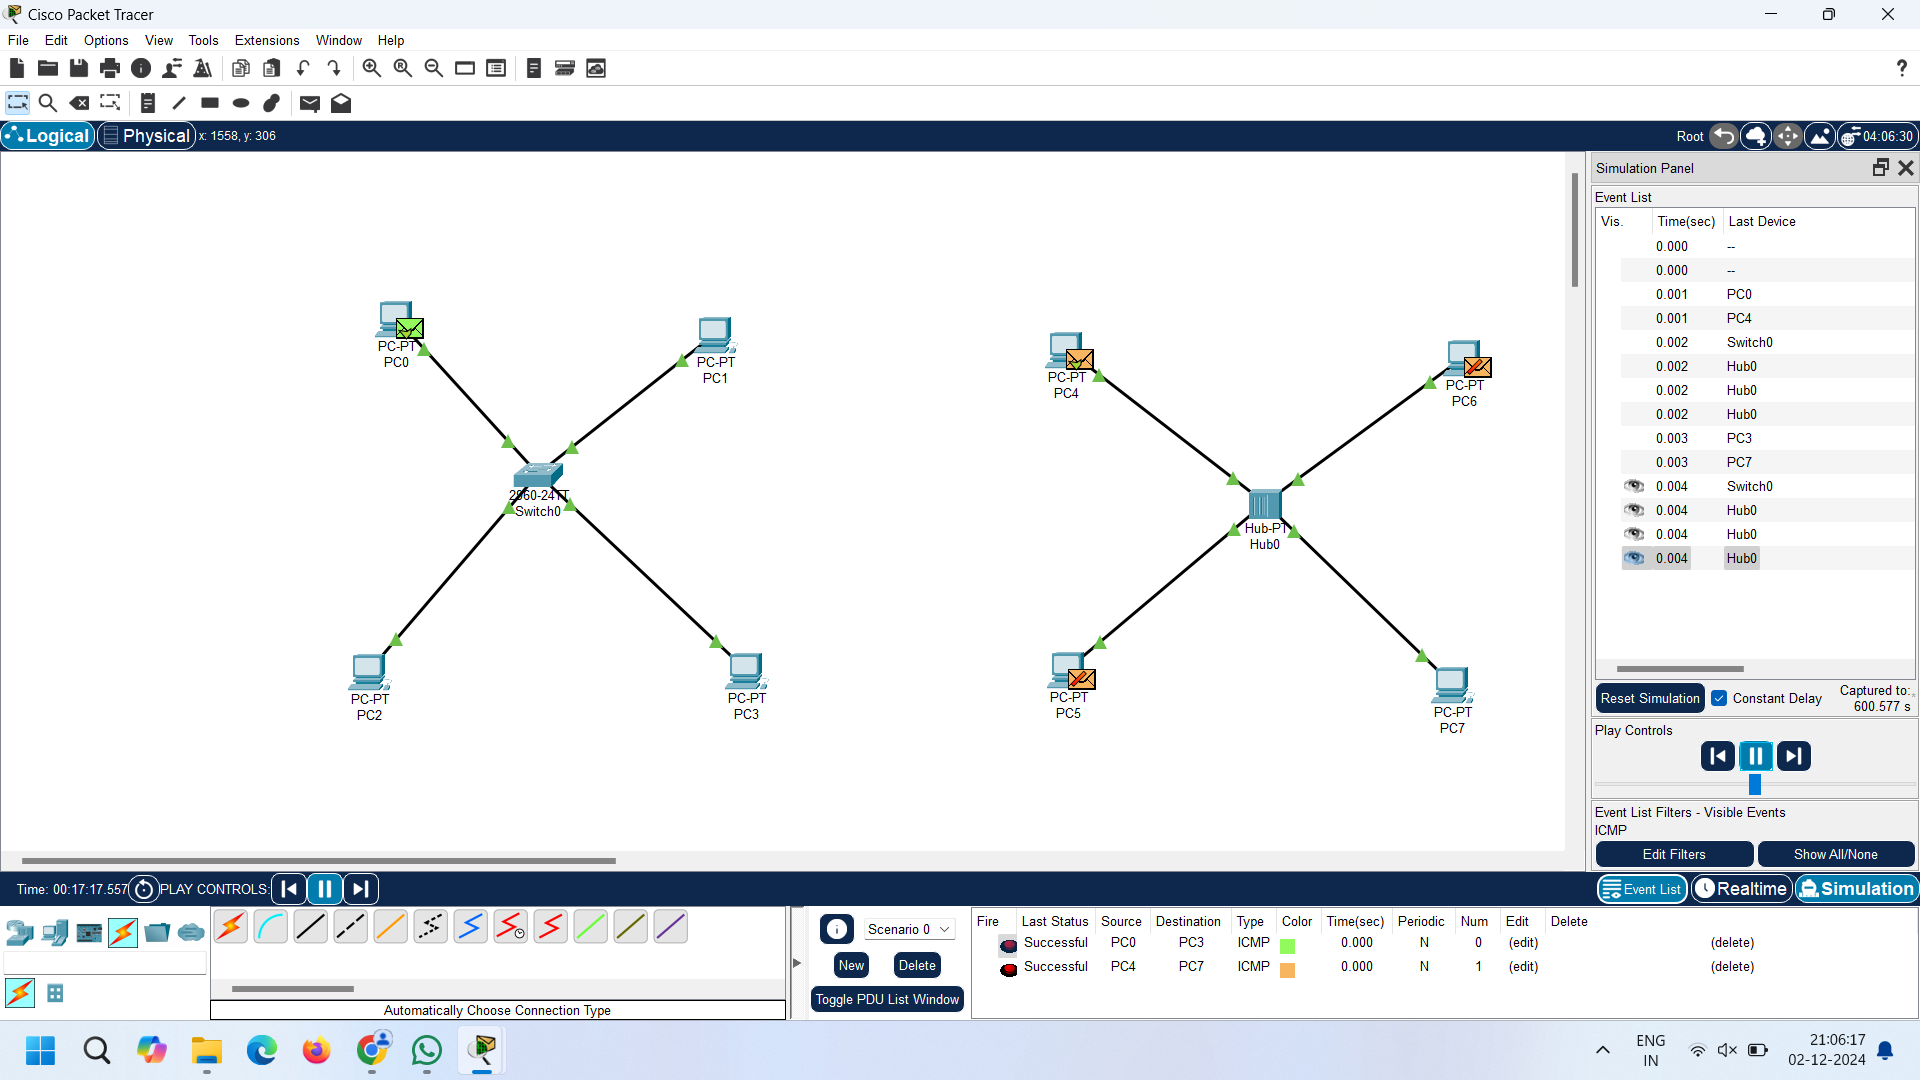 Cisco Packet Tracer
File Edit Options View Tools Extensions Window Help
?
Logical Physical x: 1558, y: 306 Root 04:06:30
Simulation Panel
Event List
Vis. Time(sec) Last Device
0.000 --
0.000 --
0.001 PC0
0.001 PC4
0.002 Switch0
0.002 Hub0
0.002 Hub0
0.002 Hub0
0.003 PC3
0.003 PC7
0.004 Switch0
0.004 Hub0
0.004 Hub0
0.004 Hub0
Reset Simulation Constant Delay Captured to:
600.577 s
Play Controls
Event List Filters - Visible Events
ICMP
Edit Filters Show All/None
PC-PT
PC0
PC-PT
PC1
2960-24TT
Switch0
PC-PT
PC2
PC-PT
PC3
PC-PT
PC4
PC-PT
PC6
Hub-PT
Hub0
PC-PT
PC5
PC-PT
PC7
Time: 00:17:17.557 PLAY CONTROLS: Event List Realtime Simulation
Automatically Choose Connection Type
Scenario 0
New Delete
Toggle PDU List Window
Fire Last Status Source Destination Type Color Time(sec) Periodic Num Edit Delete
Successful PC0 PC3 ICMP 0.000 N 0 (edit) (delete)
Successful PC4 PC7 ICMP 0.000 N 1 (edit) (delete)
ENG
IN
21:06:17
02-12-2024